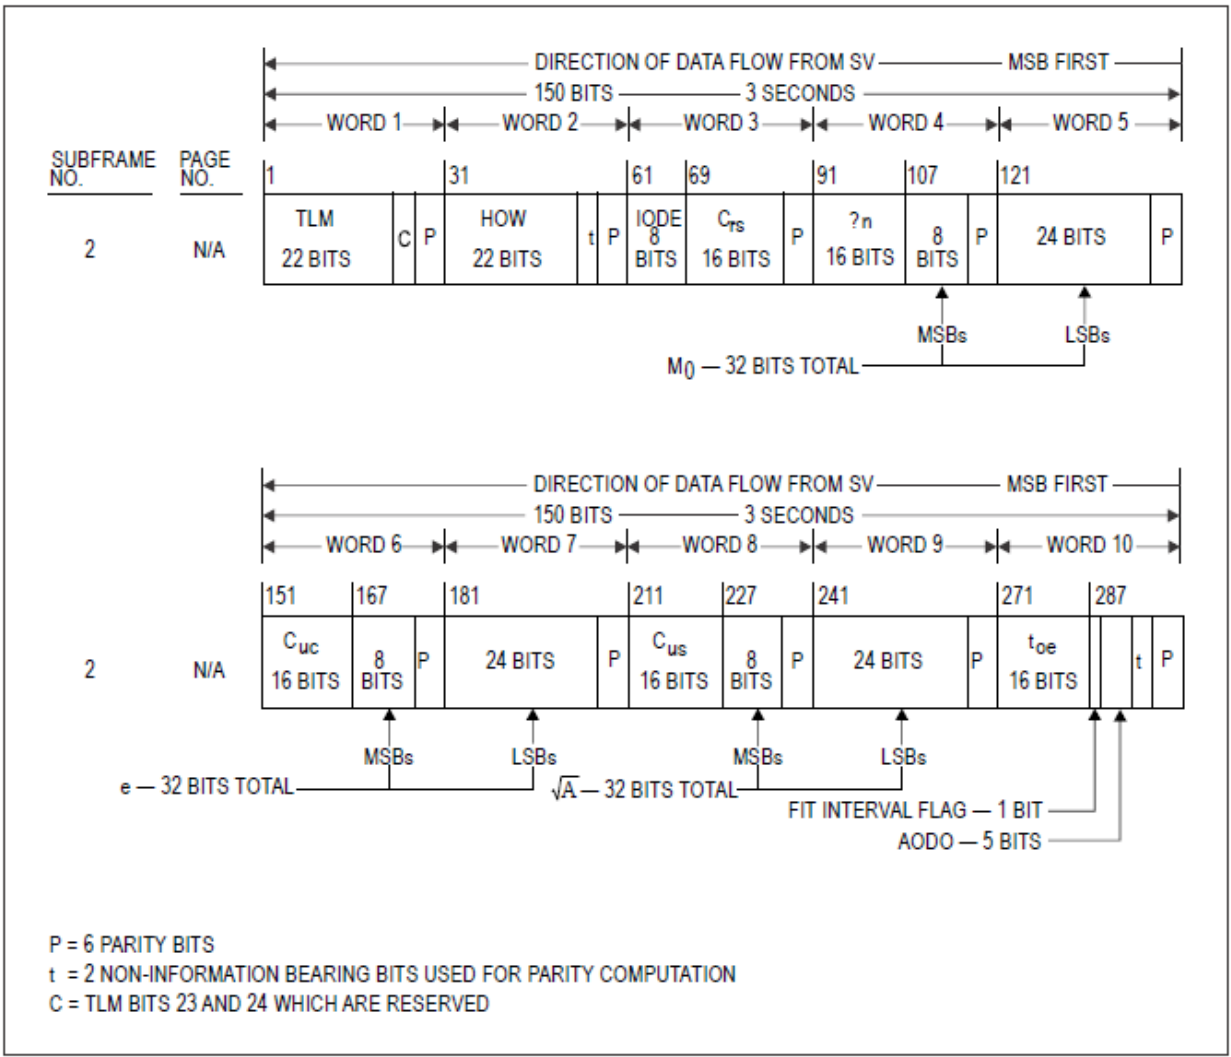 DIRECTION OF DATA FLOW FROM SV MSB FIRST
150 BITS 3 SECONDS
WORD 1 WORD 2 WORD 3 WORD 4 WORD 5
SUBFRAME NO. PAGE NO.
1 31 61 69 91 107 121
2 N/A
TLM 22 BITS C P
HOW 22 BITS t P
IODE 8 BITS
Crs 16 BITS P
?n 16 BITS
8 BITS P
24 BITS P
MSBs LSBs
M0 — 32 BITS TOTAL
DIRECTION OF DATA FLOW FROM SV MSB FIRST
150 BITS 3 SECONDS
WORD 6 WORD 7 WORD 8 WORD 9 WORD 10
151 167 181 211 227 241 271 287
2 N/A
Cuc 16 BITS
8 BITS P
24 BITS P
Cus 16 BITS
8 BITS P
24 BITS P
toe 16 BITS
t P
MSBs LSBs MSBs LSBs
e — 32 BITS TOTAL √A — 32 BITS TOTAL
FIT INTERVAL FLAG — 1 BIT
AODO — 5 BITS
P = 6 PARITY BITS
t = 2 NON-INFORMATION BEARING BITS USED FOR PARITY COMPUTATION
C = TLM BITS 23 AND 24 WHICH ARE RESERVED